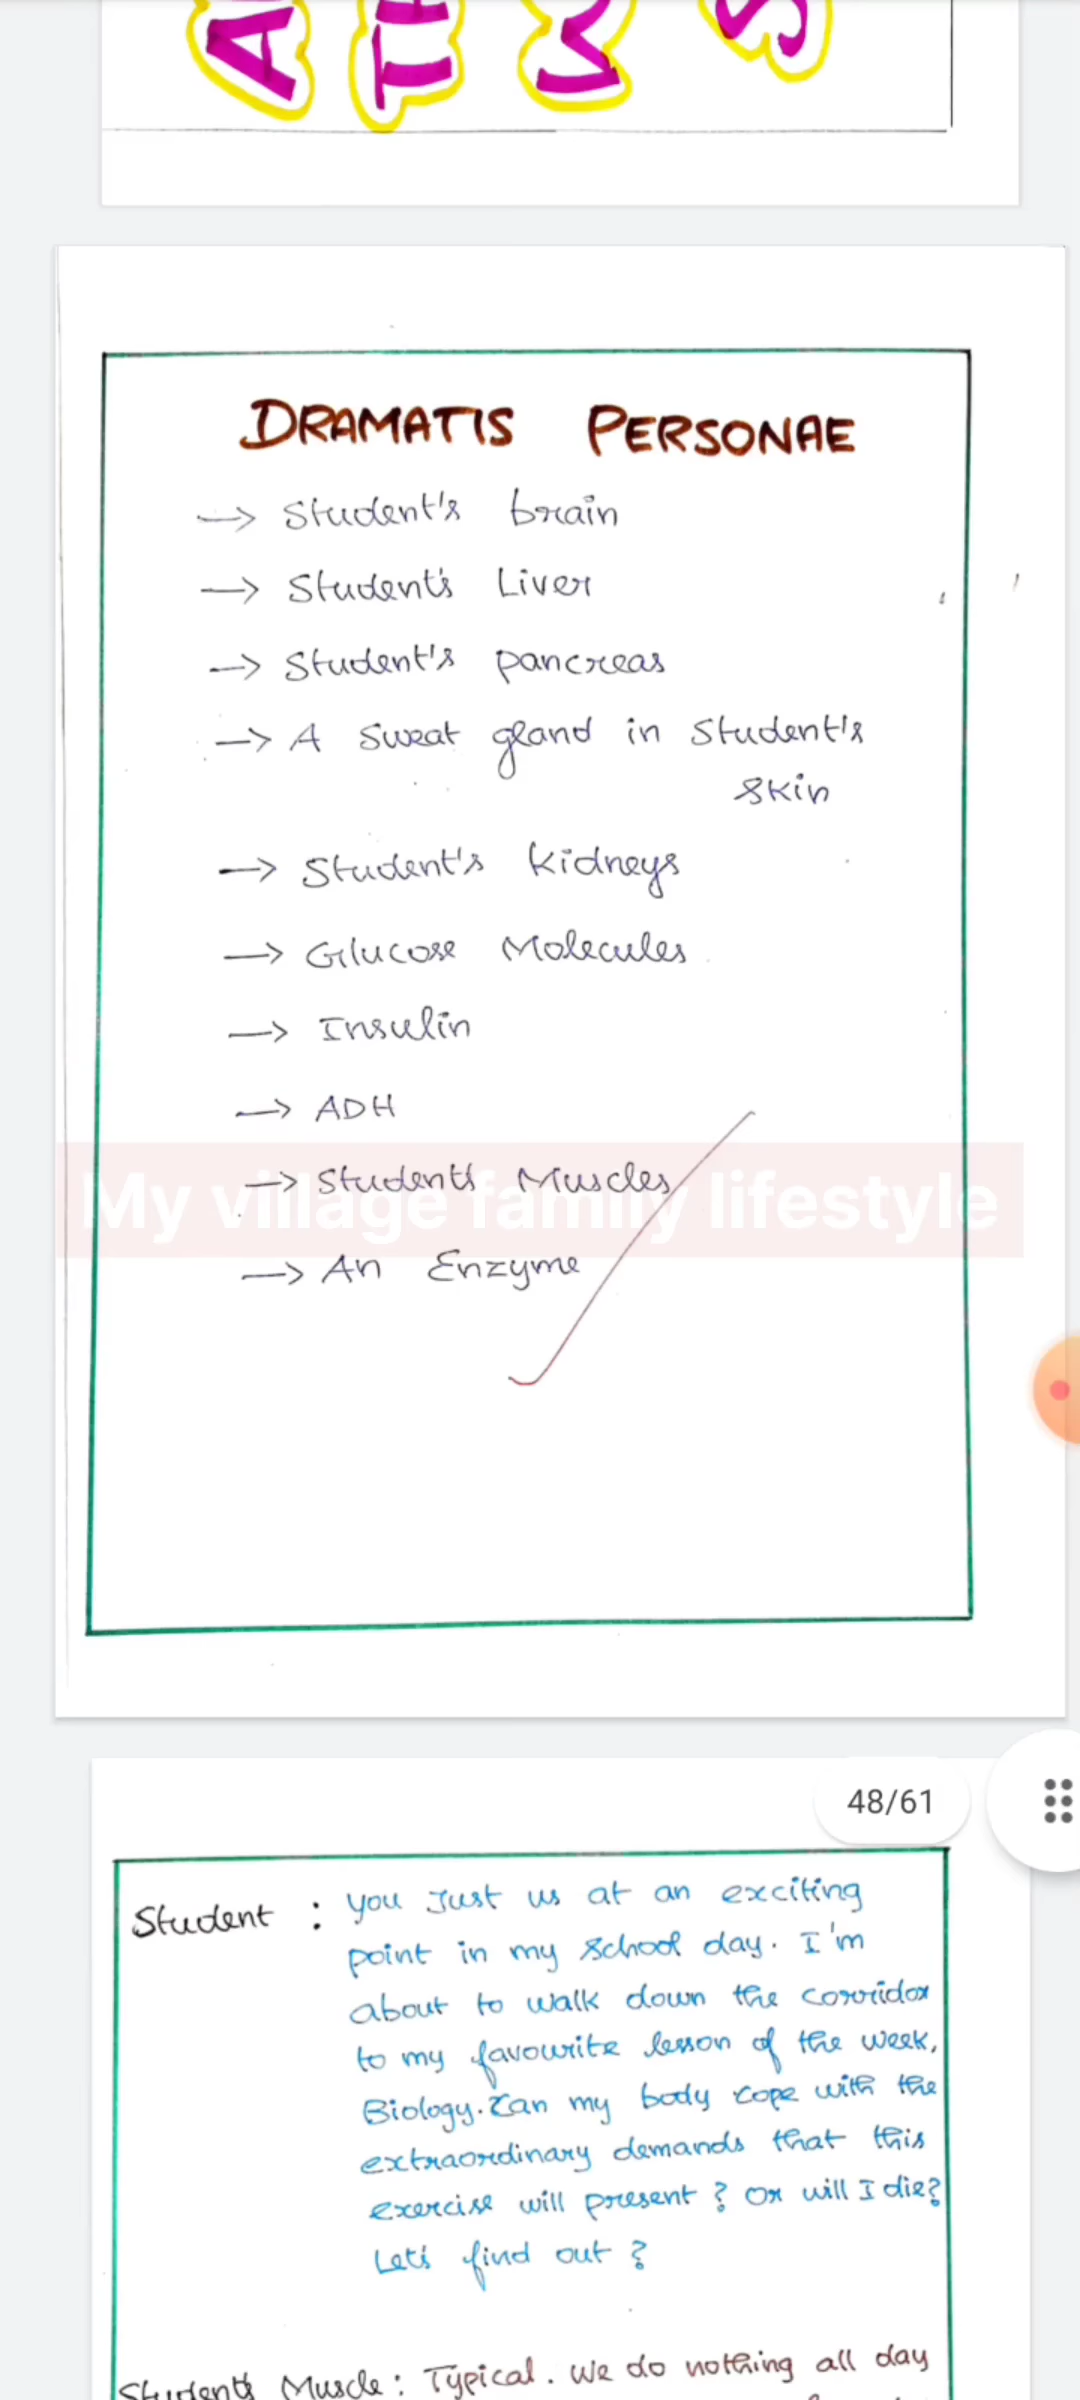 DRAMATIS PERSONAE
→ Student's brain
→ Student's Liver
→ Student's pancreas
→ A sweat gland in Student's
skin
→ Student's kidneys
→ Glucose Molecules
→ Insulin
→ ADH
→ Student's Muscles
My village family lifestyle
→ An Enzyme
48/61
Student : you Just us at an exciting
point in my school day. I'm
about to walk down the corridor
to my favourite lesson of the week,
Biology. Can my body cope with the
extraordinary demands that this
exercise will present ? Or will I die?
Let's find out ?
Student's Muscle : Typical. We do nothing all day